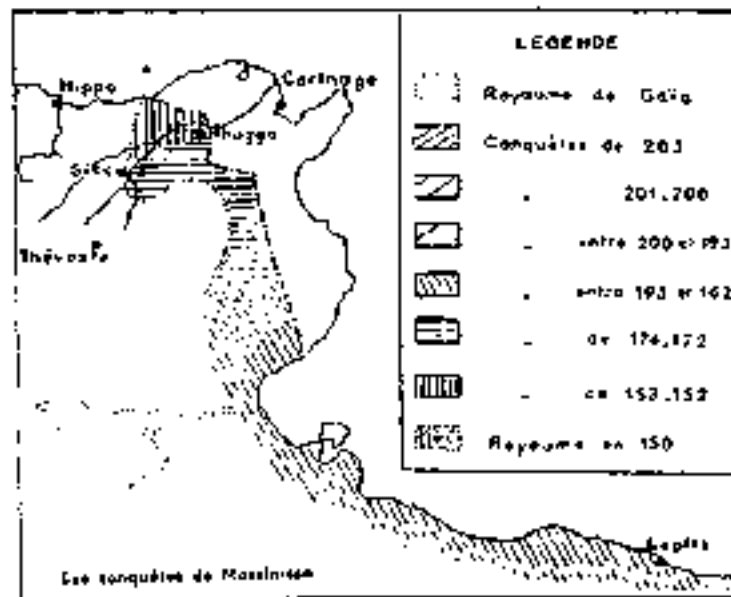 LEGENDE
Royaume de Gaïa
Conquêtes de 203
" 201-200
" entre 200 et 193
" entre 193 et 162
" de 174-172
" de 153-152
Royaume en 150
Hippo
Carthage
Thugga
Sicca
Théveste
Leptis
Les conquêtes de Massinissa